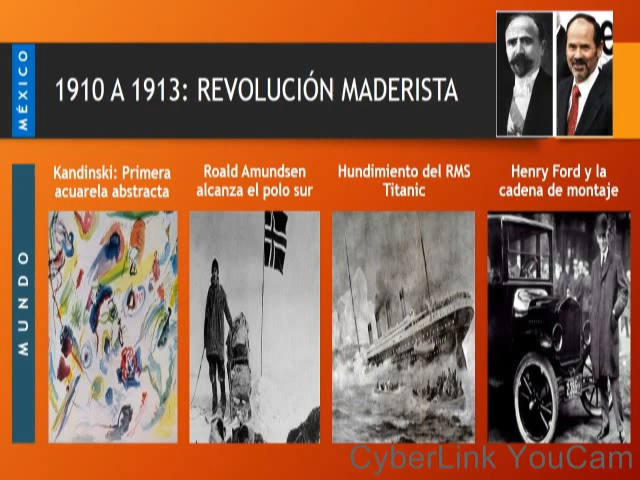 MÉXICO
1910 A 1913: REVOLUCIÓN MADERISTA
MUNDO
Kandinski: Primera
acuarela abstracta
Roald Amundsen
alcanza el polo sur
Hundimiento del RMS
Titanic
Henry Ford y la
cadena de montaje
CyberLink YouCam